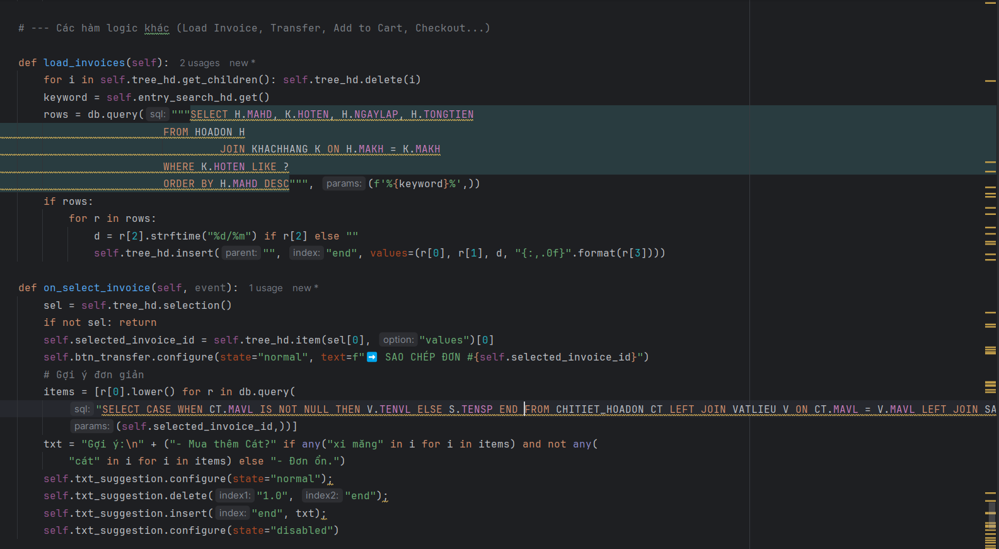 # --- Các hàm logic khác (Load Invoice, Transfer, Add to Cart, Checkout...)
def load_invoices(self): 2 usages new *
for i in self.tree_hd.get_children(): self.tree_hd.delete(i)
keyword = self.entry_search_hd.get()
rows = db.query( sql: """SELECT H.MAHD, K.HOTEN, H.NGAYLAP, H.TONGTIEN
FROM HOADON H
JOIN KHACHHANG K ON H.MAKH = K.MAKH
WHERE K.HOTEN LIKE ?
ORDER BY H.MAHD DESC""", params: (f'%{keyword}%',))
if rows:
for r in rows:
d = r[2].strftime("%d/%m") if r[2] else ""
self.tree_hd.insert( parent: "", index: "end", values=(r[0], r[1], d, "{:,.0f}".format(r[3])))
def on_select_invoice(self, event): 1 usage new *
sel = self.tree_hd.selection()
if not sel: return
self.selected_invoice_id = self.tree_hd.item(sel[0], option: "values")[0]
self.btn_transfer.configure(state="normal", text=f"➡️ SAO CHÉP ĐƠN #{self.selected_invoice_id}")
# Gợi ý đơn giản
items = [r[0].lower() for r in db.query(
sql: "SELECT CASE WHEN CT.MAVL IS NOT NULL THEN V.TENVL ELSE S.TENSP END FROM CHITIET_HOADON CT LEFT JOIN VATLIEU V ON CT.MAVL = V.MAVL LEFT JOIN SA
params: (self.selected_invoice_id,))]
txt = "Gợi ý:\n" + ("- Mua thêm Cát?" if any("xi măng" in i for i in items) and not any(
"cát" in i for i in items) else "- Đơn ổn.")
self.txt_suggestion.configure(state="normal");
self.txt_suggestion.delete( index1: "1.0", index2: "end");
self.txt_suggestion.insert( index: "end", txt);
self.txt_suggestion.configure(state="disabled")